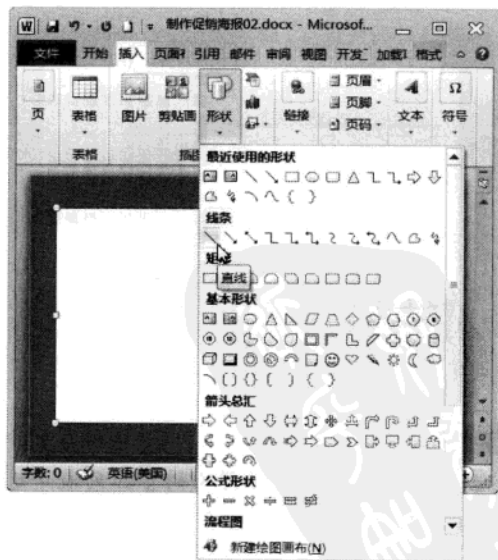 制作促销海报02.docx - Microsof...
文件 开始 插入 页面 引用 邮件 审阅 视图 开发 加载 格式
页 表格 图片 剪贴画 形状 链接 页眉 页脚 页码 文本 符号
表格 插
最近使用的形状
线条
直线
基本形状
箭头总汇
公式形状
流程图
新建绘图画布(N)
字数: 0 英语(美国)